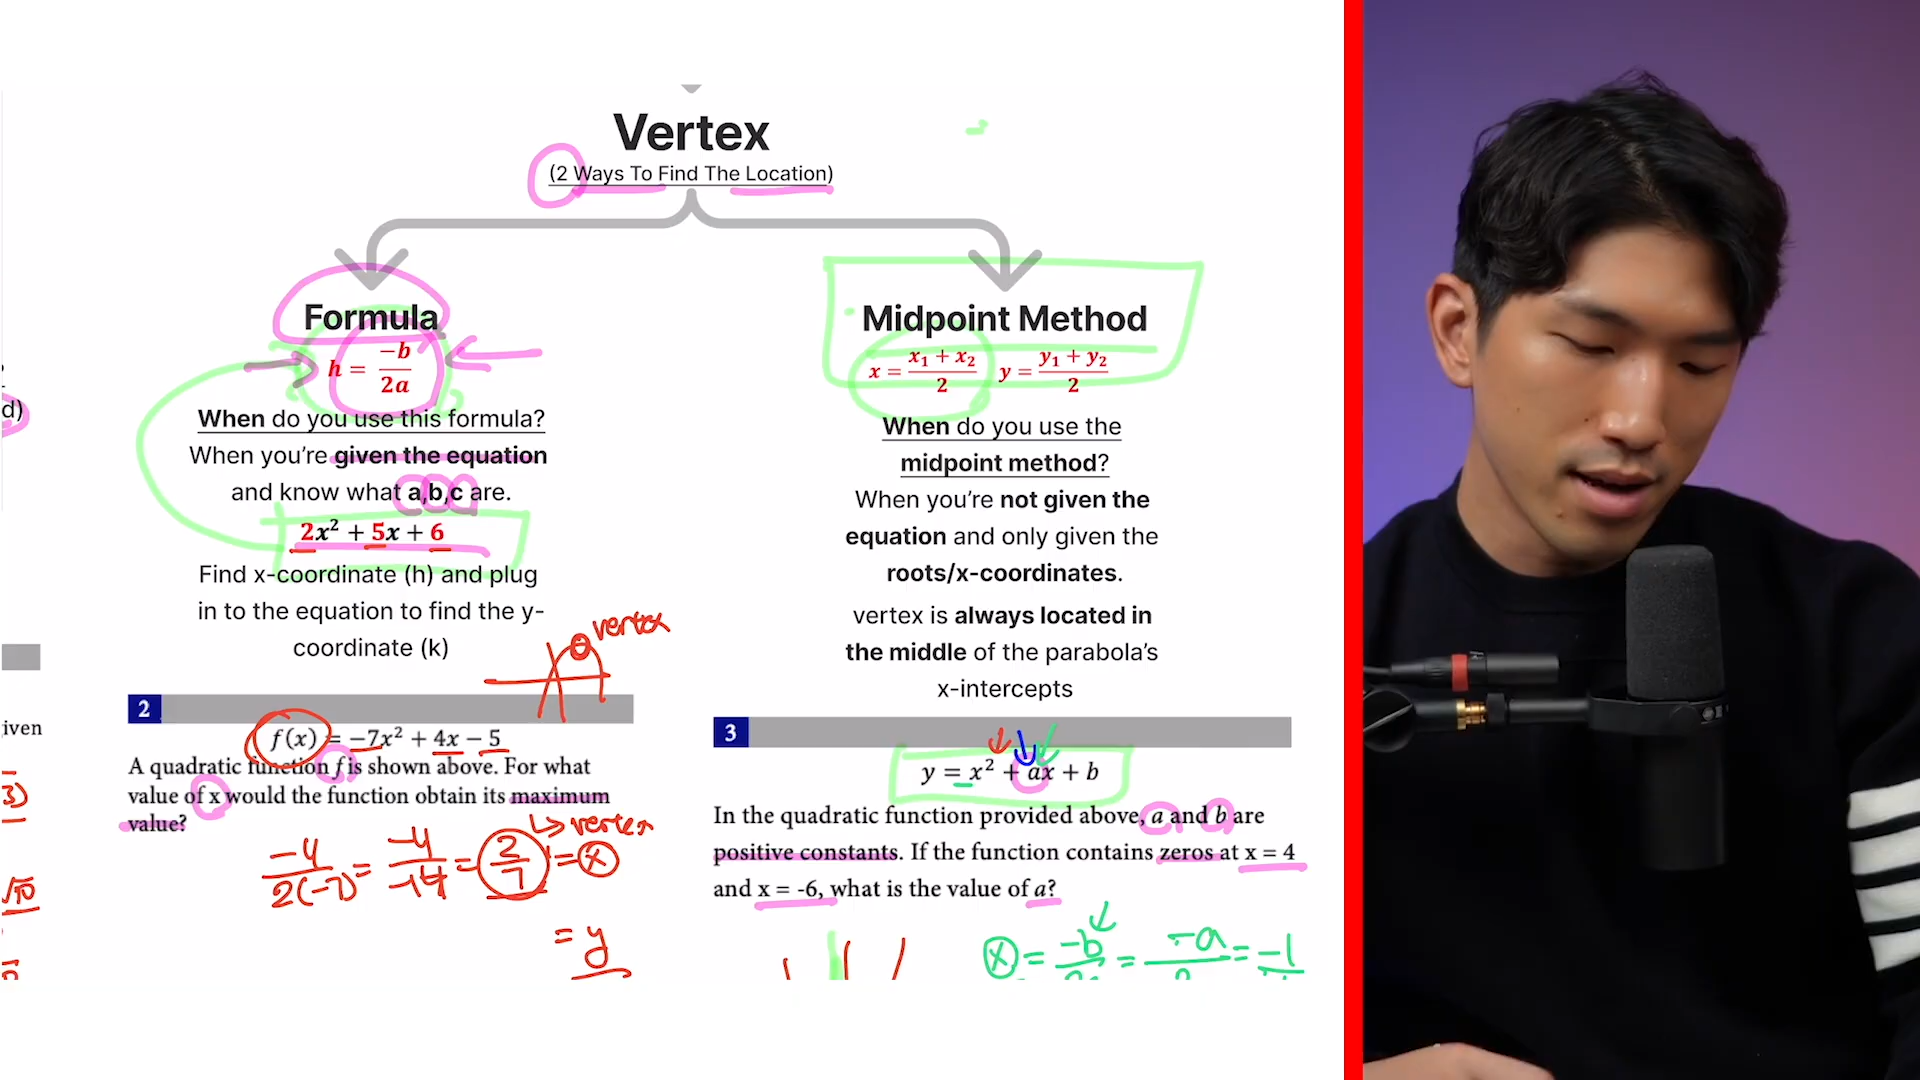 Vertex
(2 Ways To Find The Location)
Formula
h = -b / 2a
When do you use this formula?
When you're given the equation
and know what a,b,c are.
2x² + 5x + 6
Find x-coordinate (h) and plug
in to the equation to find the y-
coordinate (k)
vertex
2
f(x) = −7x² + 4x − 5
A quadratic function f is shown above. For what
value of x would the function obtain its maximum
value?
vertex
-4 / 2(-7) = -4 / -14 = 2/7 = x
= y
Midpoint Method
x = (x₁ + x₂) / 2 y = (y₁ + y₂) / 2
When do you use the
midpoint method?
When you're not given the
equation and only given the
roots/x-coordinates.
vertex is always located in
the middle of the parabola's
x-intercepts
3
y = x² + ax + b
In the quadratic function provided above, a and b are
positive constants. If the function contains zeros at x = 4
and x = -6, what is the value of a?
x = -b = -a = -1
d)
iven
3)
√10